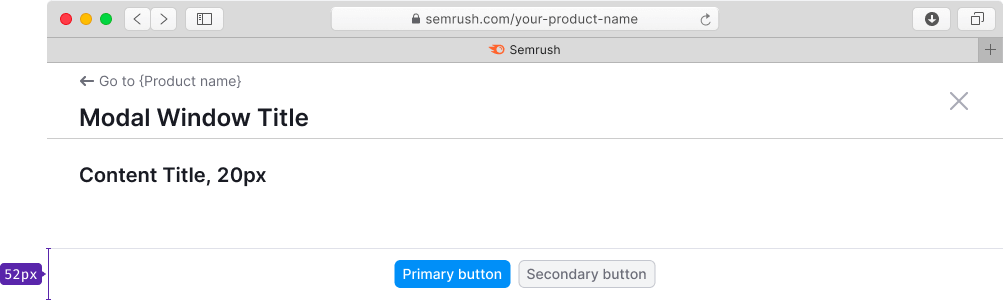 semrush.com/your-product-name
Semrush
Go to {Product name}
Modal Window Title
Content Title, 20px
52px
Primary button
Secondary button